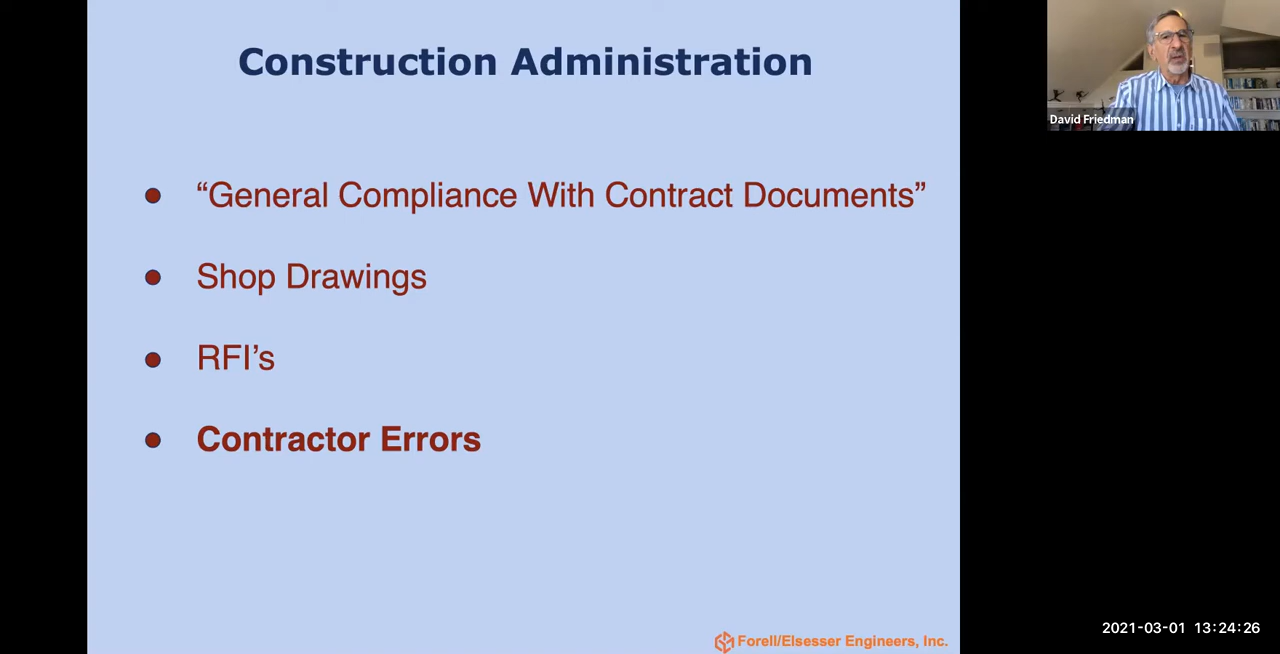 Construction Administration
“General Compliance With Contract Documents”
Shop Drawings
RFI’s
Contractor Errors
Forell/Elsesser Engineers, Inc.
David Friedman
2021-03-01 13:24:26